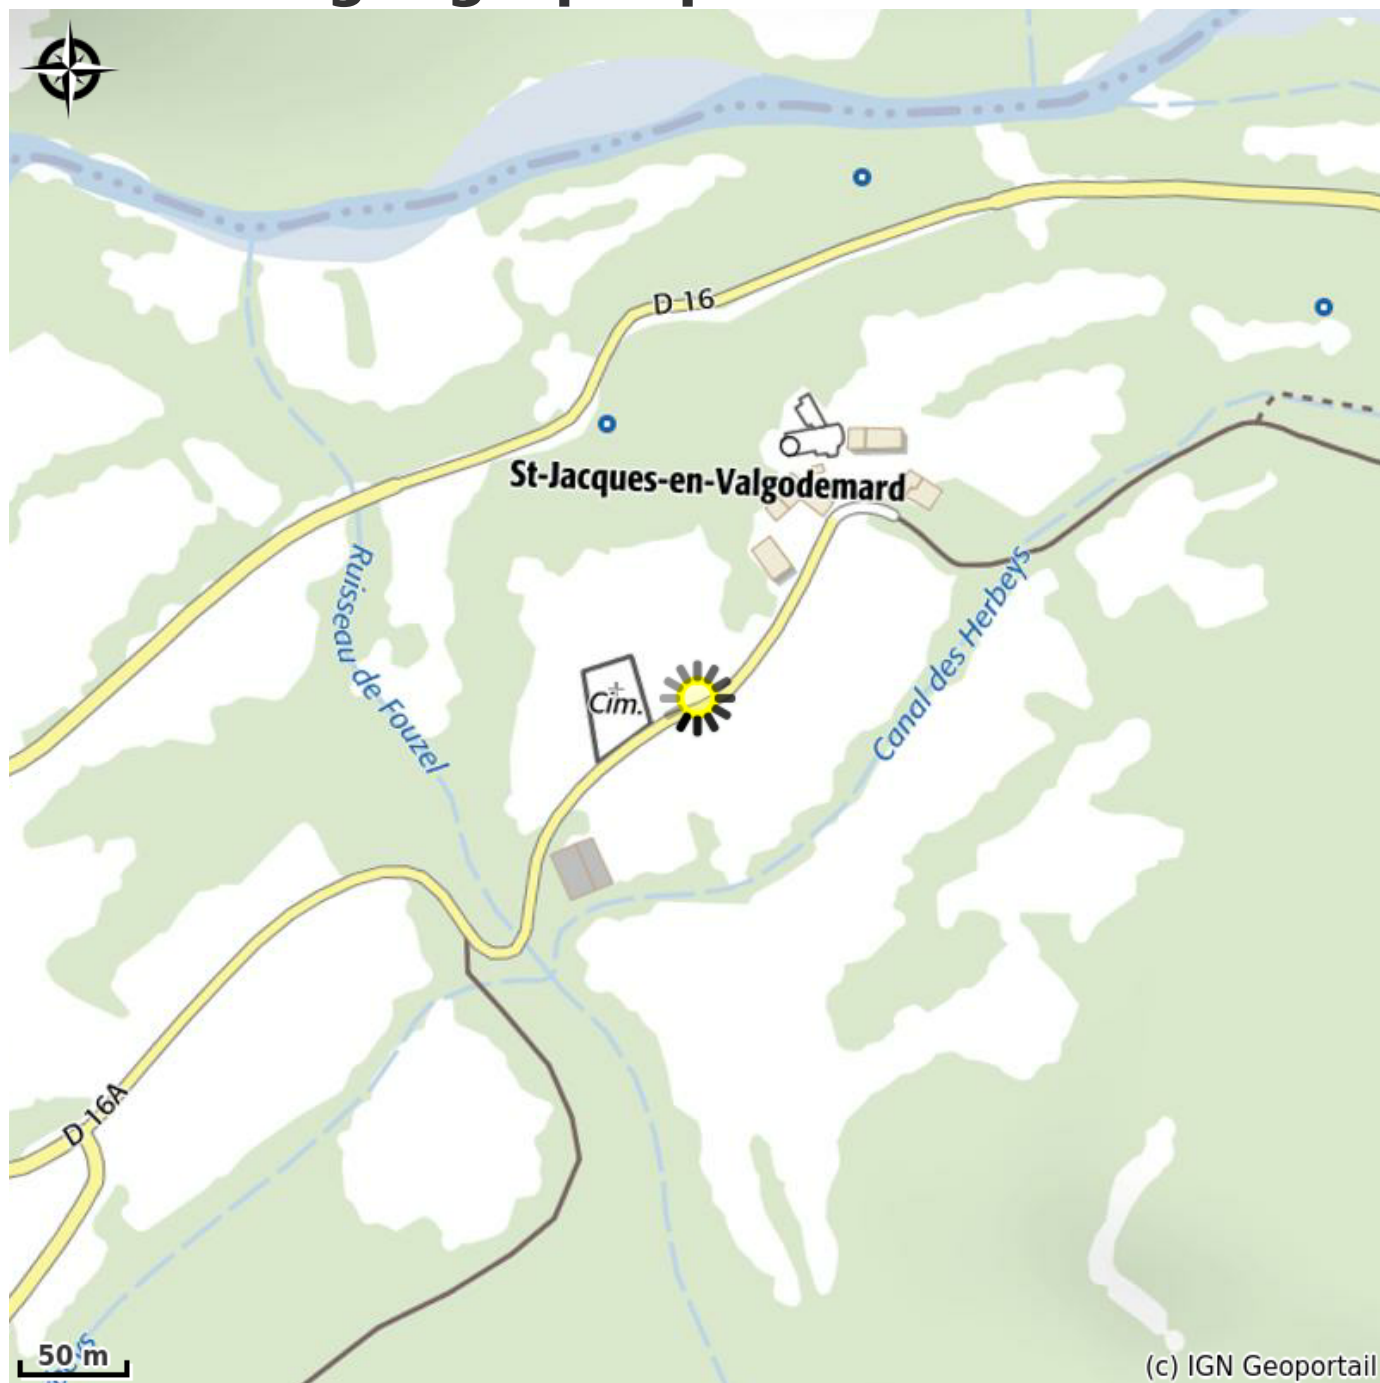 D 16
St-Jacques-en-Valgodemard
Ruisseau de Fouzel
Canal des Herbeys
Cim.
D 16A
50 m
(c) IGN Geoportail